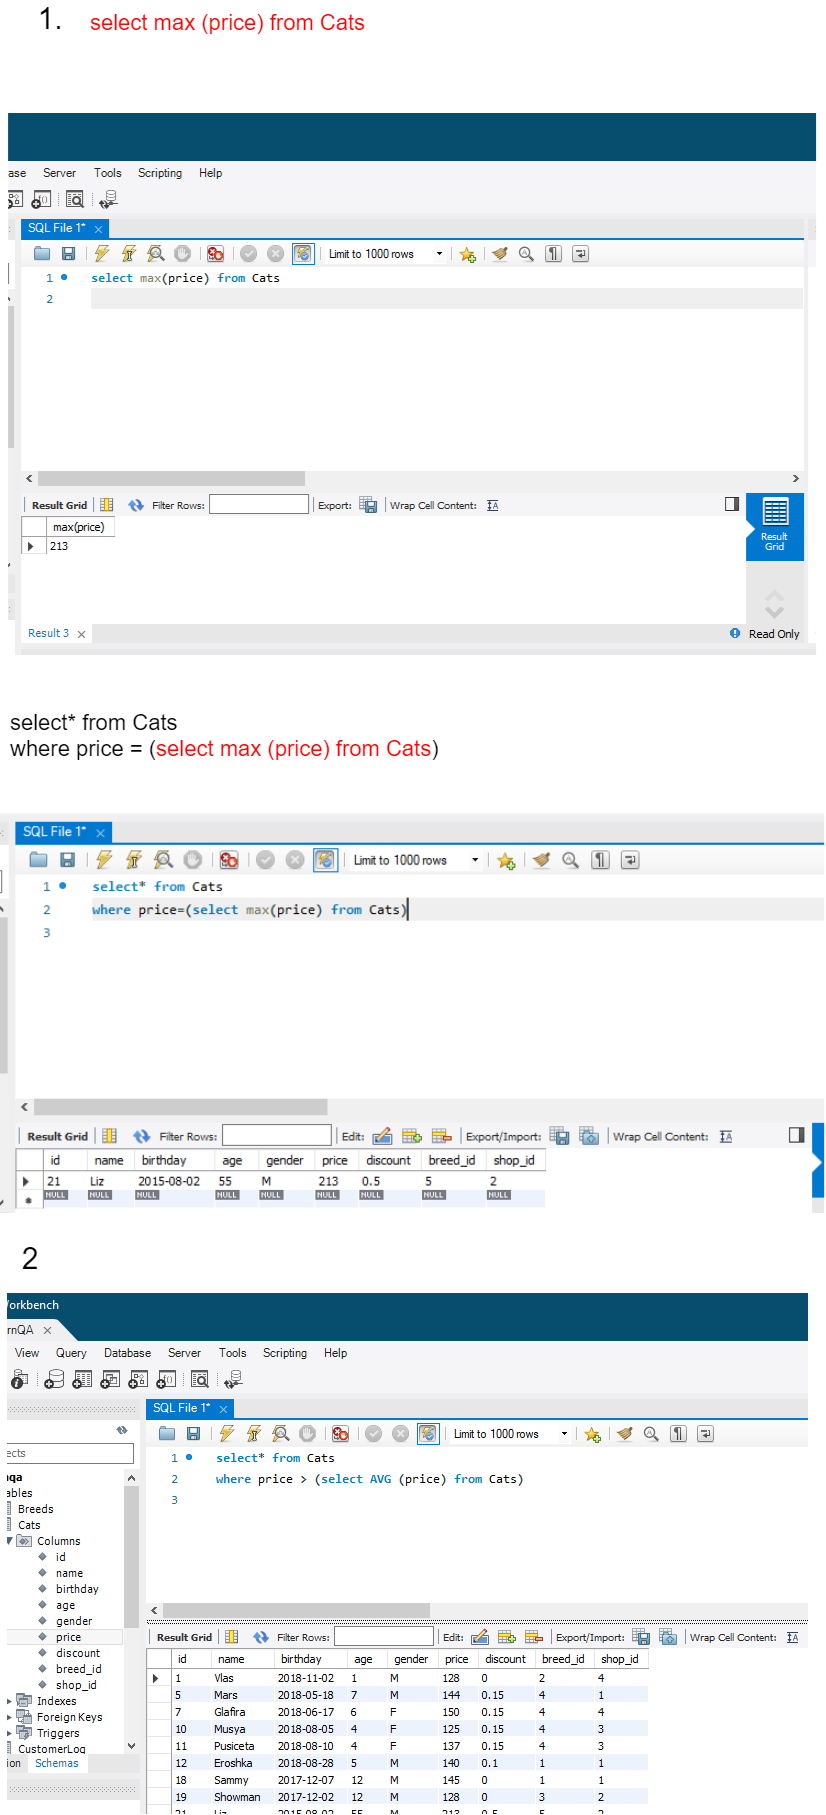 1. select max (price) from Cats
ase Server Tools Scripting Help
SQL File 1*
Limit to 1000 rows
1 select max(price) from Cats
2
Result Grid Filter Rows: Export: Wrap Cell Content:
max(price)
213
Result
Grid
Result 3 Read Only
select* from Cats
where price = (select max (price) from Cats)
SQL File 1*
Limit to 1000 rows
1 select* from Cats
2 where price=(select max(price) from Cats)
3
Result Grid Filter Rows: Edit: Export/Import: Wrap Cell Content:
id name birthday age gender price discount breed_id shop_id
21 Liz 2015-08-02 55 M 213 0.5 5 2
NULL NULL NULL NULL NULL NULL NULL NULL NULL
2
orkbench
rnQA
View Query Database Server Tools Scripting Help
SQL File 1*
Limit to 1000 rows
ects
1 select* from Cats
2 where price > (select AVG (price) from Cats)
3
qa
ables
Breeds
Cats
Columns
id
name
birthday
age
gender
price
discount
breed_id
shop_id
Indexes
Foreign Keys
Triggers
CustomerLog
ion Schemas
Result Grid Filter Rows: Edit: Export/Import: Wrap Cell Content:
id name birthday age gender price discount breed_id shop_id
1 Vlas 2018-11-02 1 M 128 0 2 4
5 Mars 2018-05-18 7 M 144 0.15 4 1
7 Glafira 2018-06-17 6 F 150 0.15 4 4
10 Musya 2018-08-05 4 F 125 0.15 4 3
11 Pusiceta 2018-08-10 4 F 137 0.15 4 3
12 Eroshka 2018-08-28 5 M 140 0.1 1 1
18 Sammy 2017-12-07 12 M 145 0 1 1
19 Showman 2017-12-02 12 M 128 0 3 2
21 Liz 2015-08-02 55 M 213 0.5 5 2